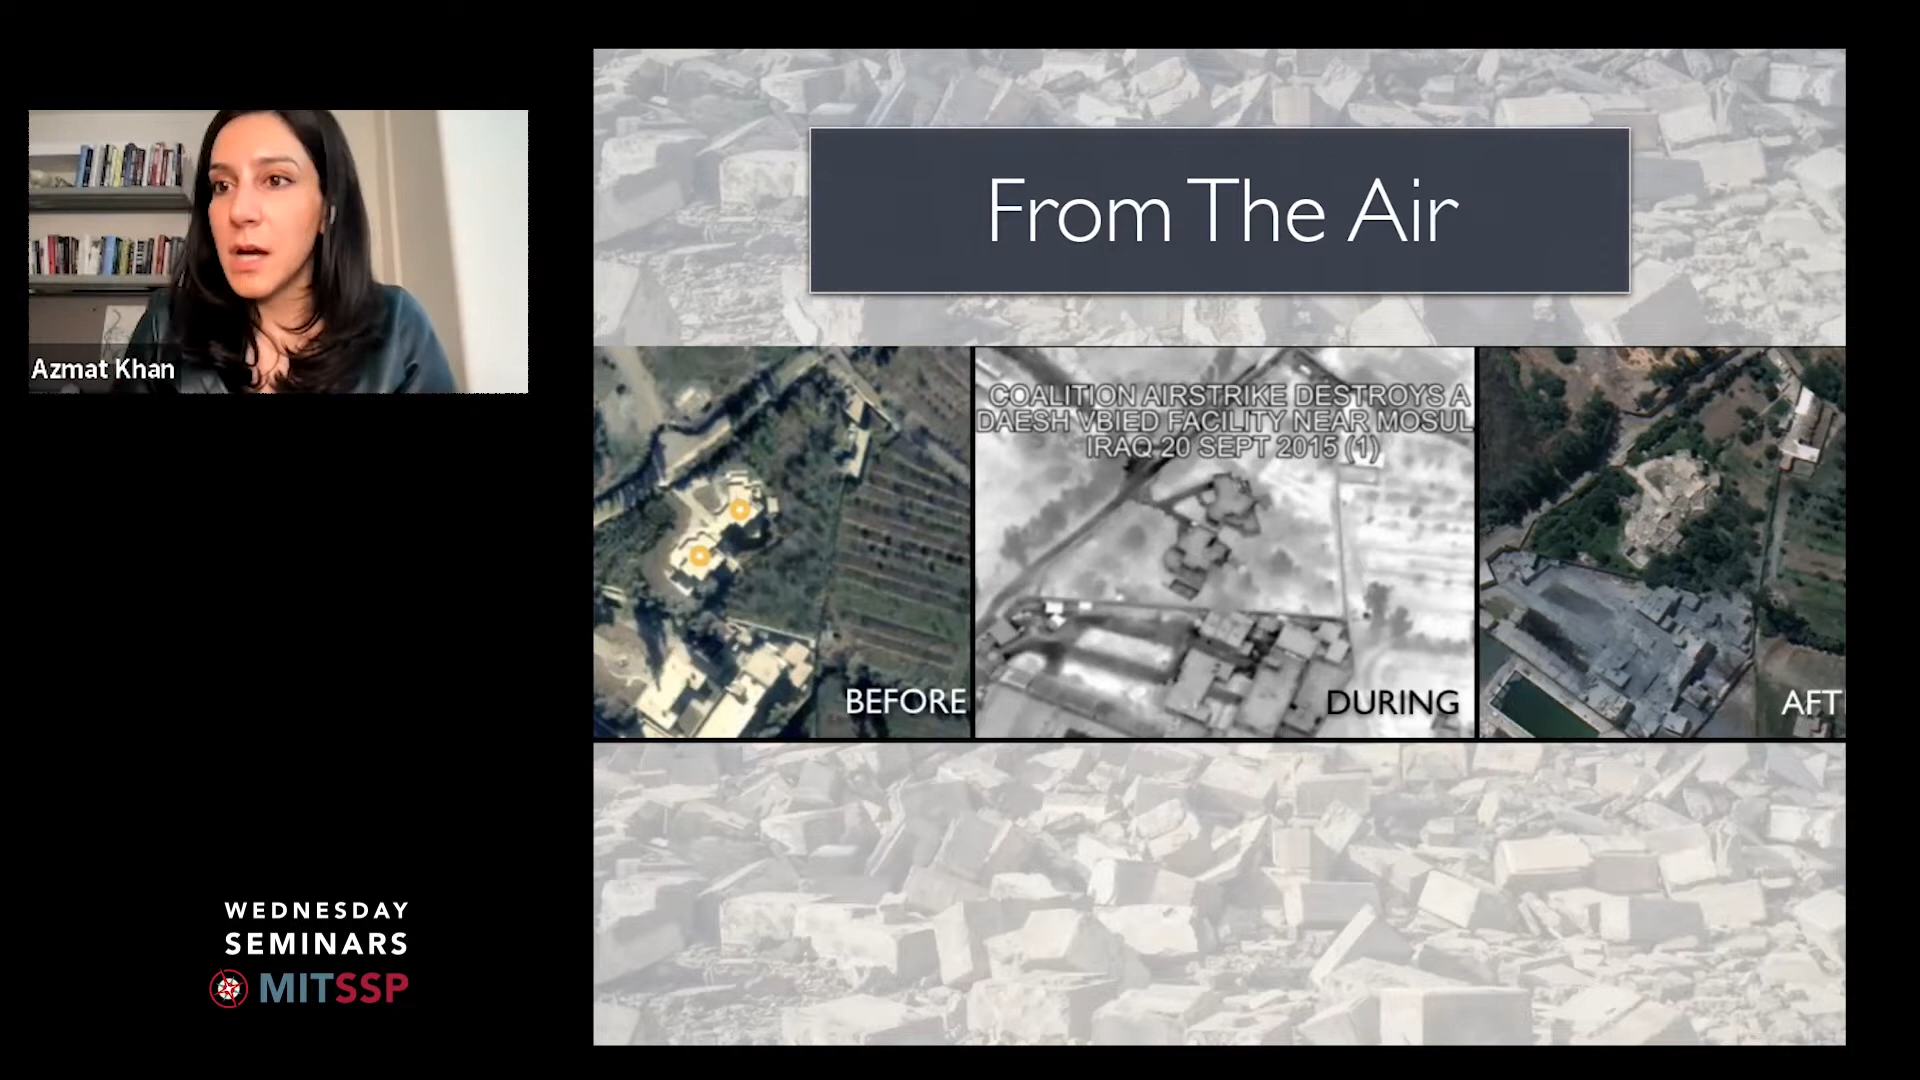 Azmat Khan
From The Air
COALITION AIRSTRIKE DESTROYS A
DAESH VBIED FACILITY NEAR MOSUL
IRAQ 20 SEPT 2015 (1)
BEFORE
DURING
AFT
WEDNESDAY
SEMINARS
MITSSP